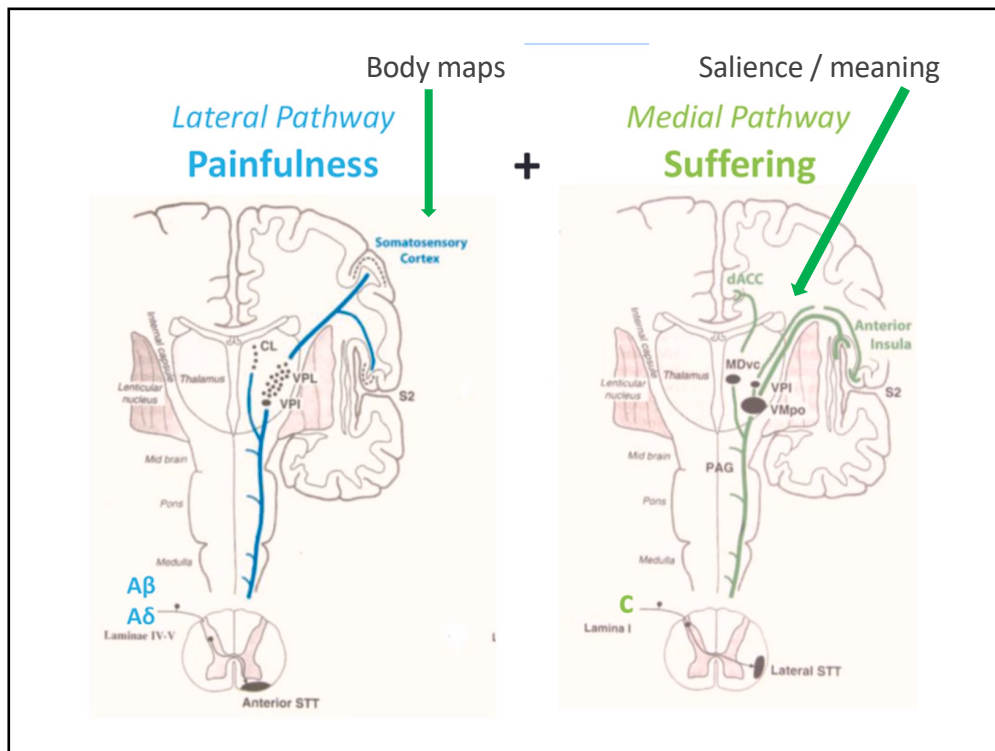 Body maps
Salience / meaning
Lateral Pathway
Painfulness
+
Medial Pathway
Suffering
Somatosensory
Cortex
Internal capsule
CL
Thalamus
Lenticular
nucleus
VPL
VPI
S2
Mid brain
Pons
Medulla
Aβ
Aδ
Laminae IV-V
Anterior STT
dACC
Anterior
Insula
Internal capsule
MDvc
Thalamus
Lenticular
nucleus
VPI
VMpo
S2
Mid brain
PAG
Pons
Medulla
C
Lamina I
Lateral STT
L